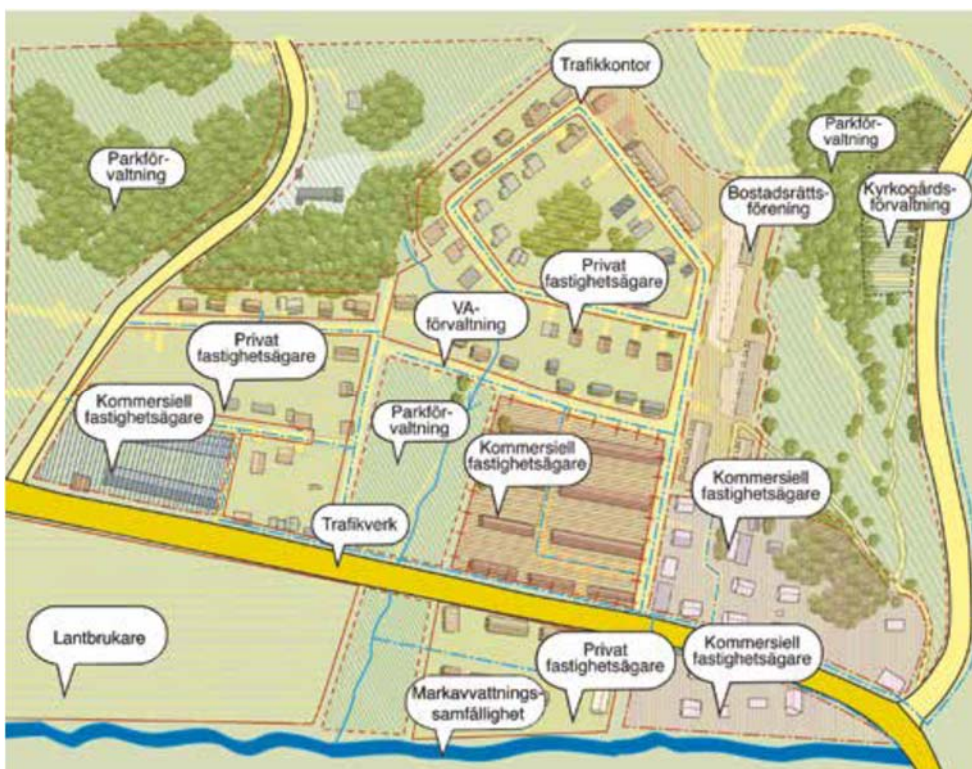 Trafikkontor
Parkför-
valtning
Parkför-
valtning
Bostadsrätts-
förening
Kyrkogårds-
förvaltning
Privat
fastighetsägare
VA-
förvaltning
Privat
fastighetsägare
Kommersiell
fastighetsägare
Parkför-
valtning
Kommersiell
fastighetsägare
Kommersiell
fastighetsägare
Trafikverk
Lantbrukare
Privat
fastighetsägare
Kommersiell
fastighetsägare
Markavvattnings-
samfällighet